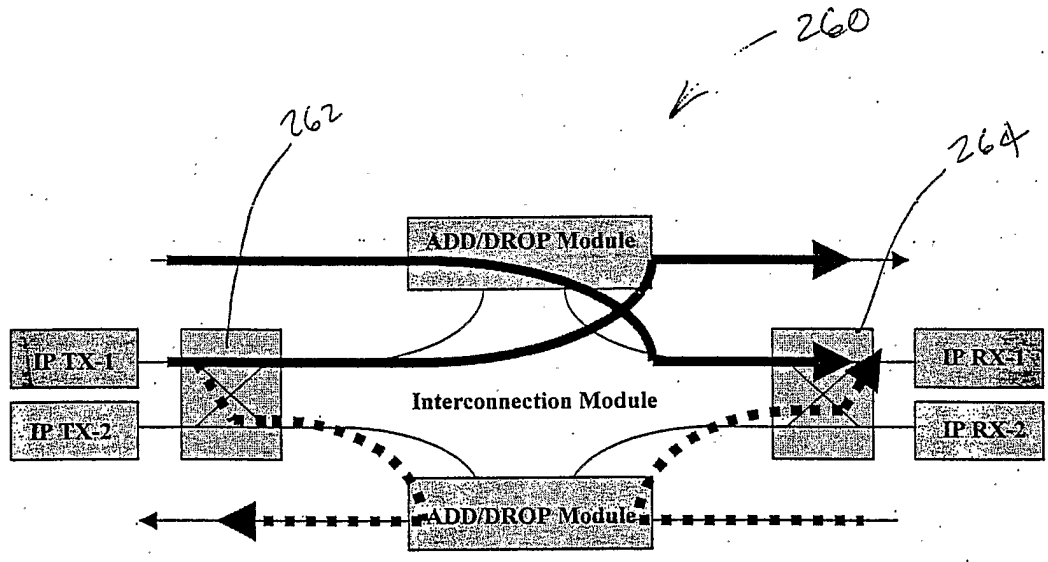 260
262
264
ADD/DROP Module
IP TX-1
IP RX-1
Interconnection Module
IP TX-2
IP RX-2
ADD/DROP Module